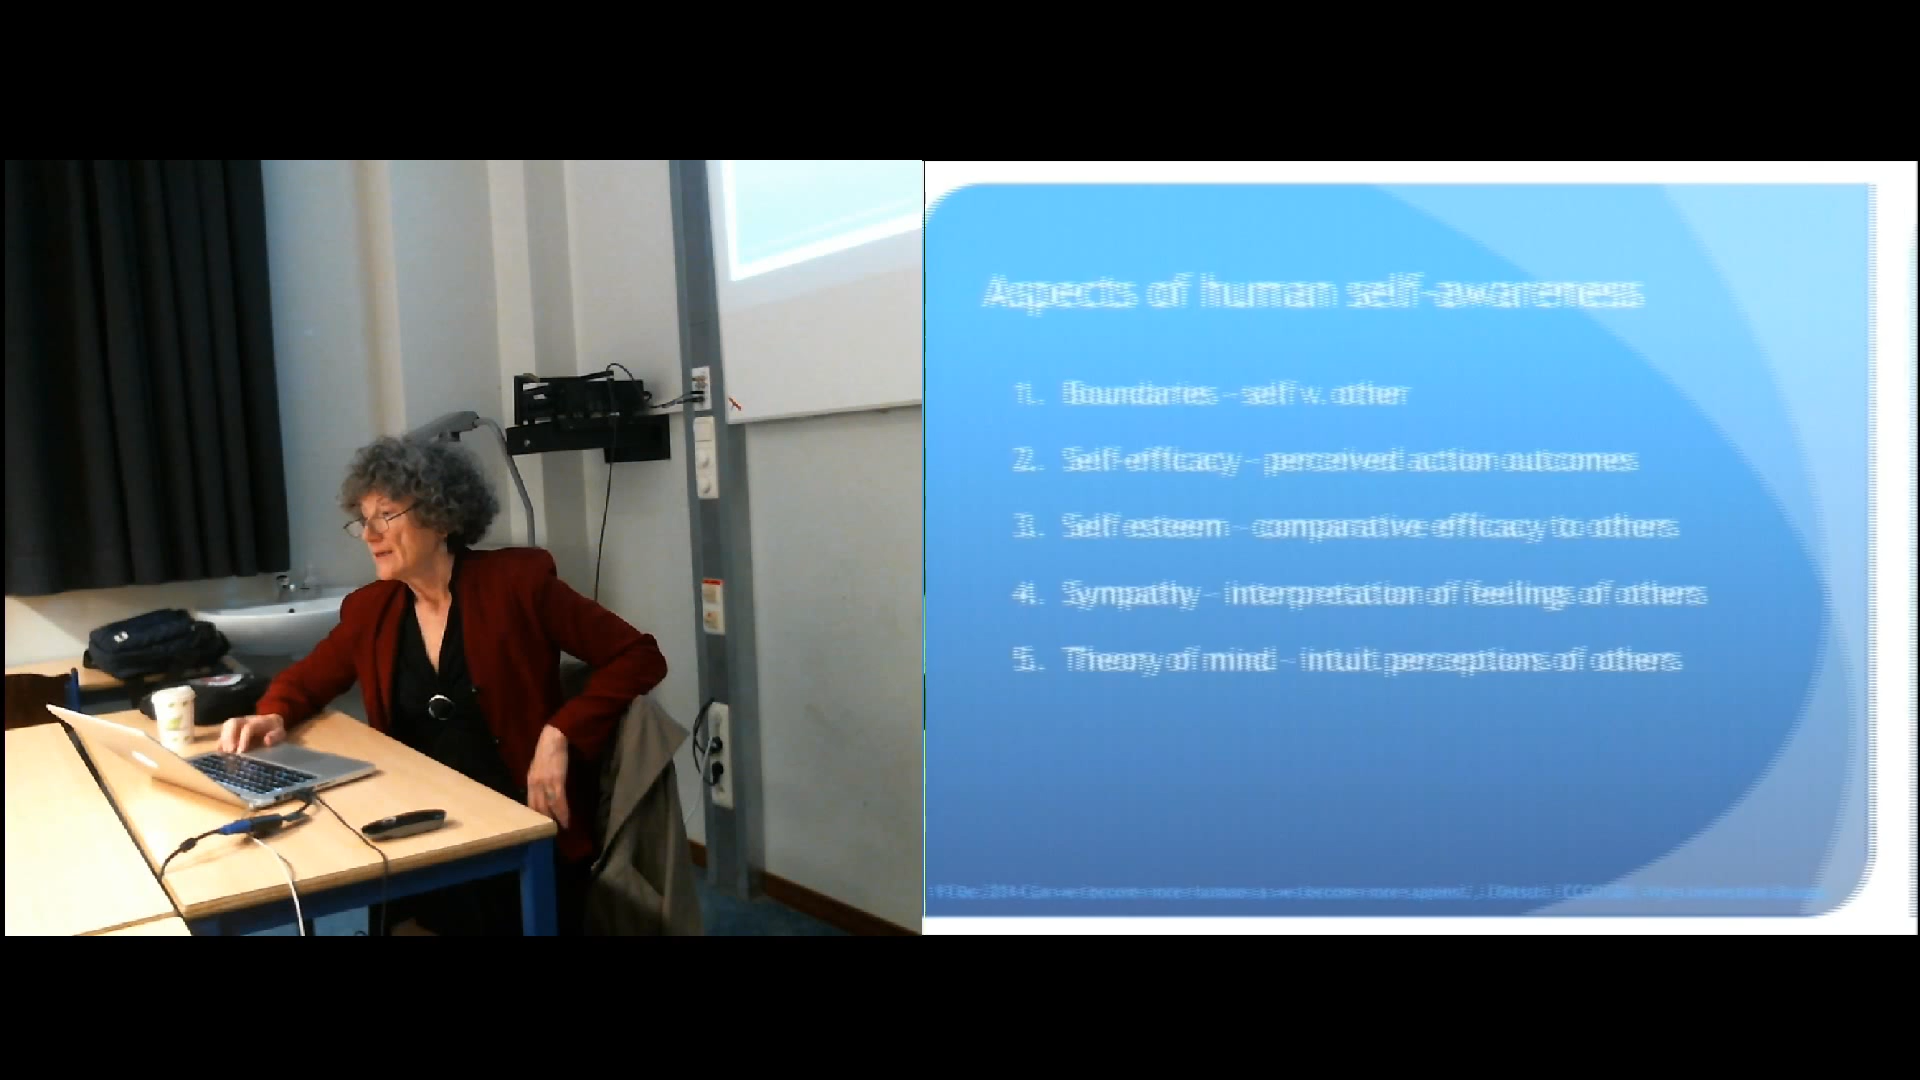 Aspects of human self-awareness
1. Boundaries - self v. other
2. Self-efficacy - perceived action outcomes
3. Self esteem - comparative efficacy to others
4. Sympathy - interpretation of feelings of others
5. Theory of mind - intuit perceptions of others